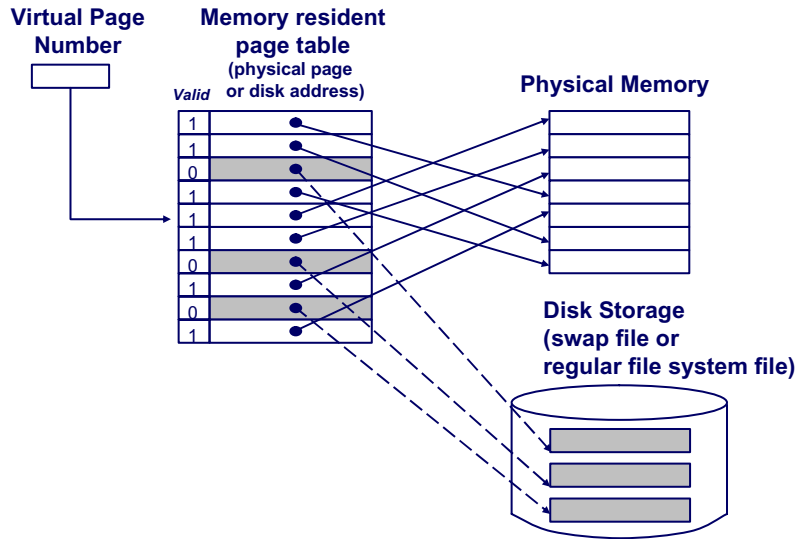 Virtual Page
Number
Memory resident
page table
(physical page
or disk address)
Valid
Physical Memory
1
1
0
1
1
1
0
1
0
1
Disk Storage
(swap file or
regular file system file)